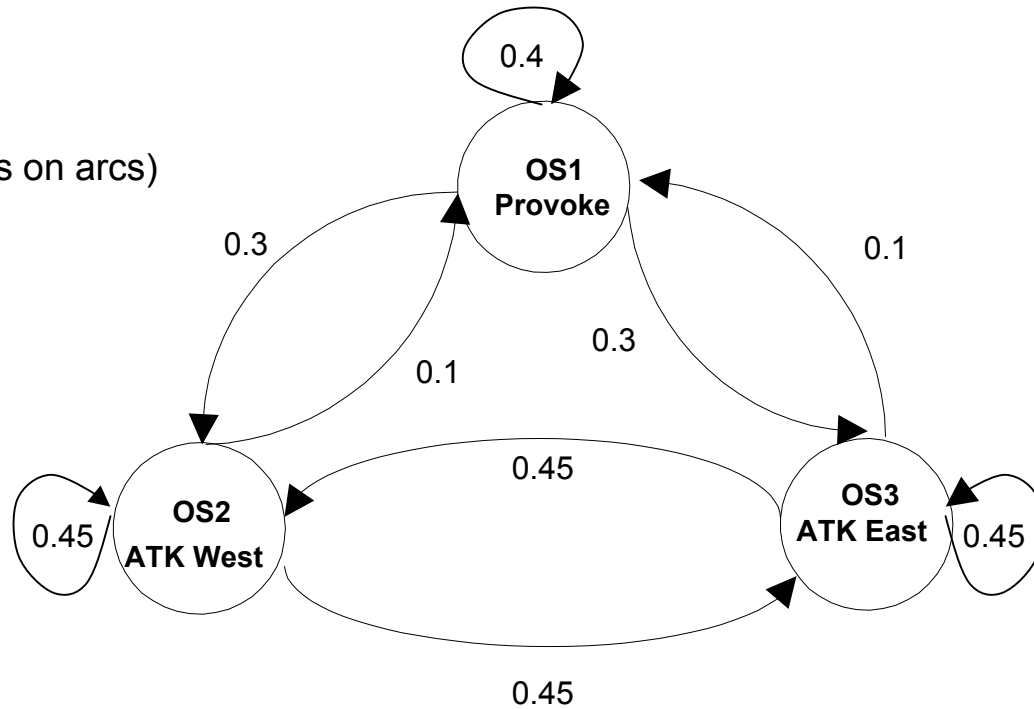 0.4
s on arcs)
OS1
Provoke
0.3
0.1
0.3
0.1
0.45
OS2
ATK West
0.45
OS3
ATK East
0.45
0.45